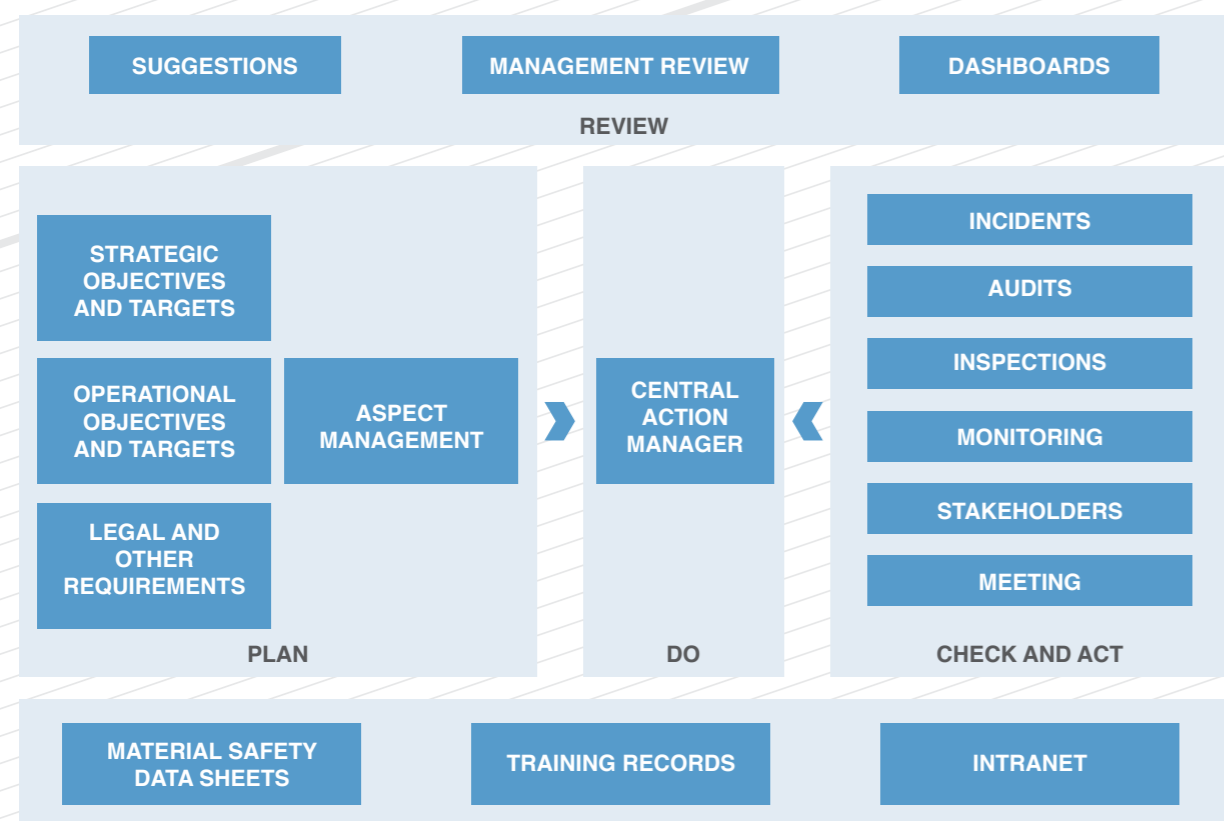 SUGGESTIONS
MANAGEMENT REVIEW
DASHBOARDS
REVIEW
STRATEGIC
OBJECTIVES
AND TARGETS
OPERATIONAL
OBJECTIVES
AND TARGETS
LEGAL AND
OTHER
REQUIREMENTS
ASPECT
MANAGEMENT
PLAN
CENTRAL
ACTION
MANAGER
DO
INCIDENTS
AUDITS
INSPECTIONS
MONITORING
STAKEHOLDERS
MEETING
CHECK AND ACT
MATERIAL SAFETY
DATA SHEETS
TRAINING RECORDS
INTRANET